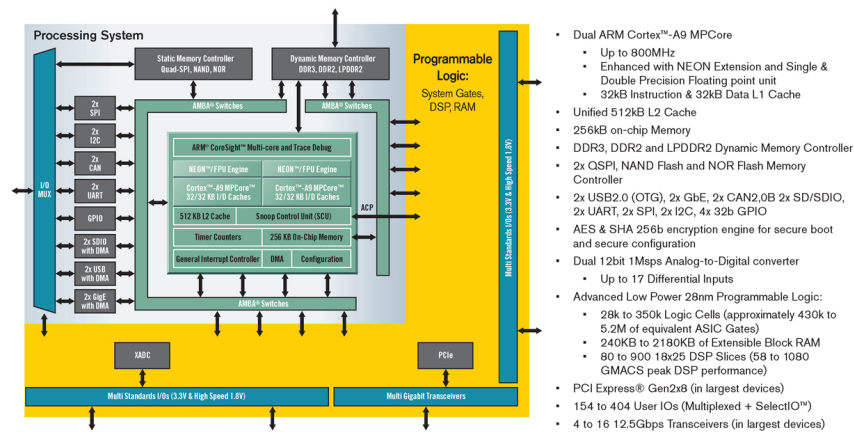 Processing System
Static Memory Controller
Quad-SPI, NAND, NOR
Dynamic Memory Controller
DDR3, DDR2, LPDDR2
Programmable
Logic:
System Gates,
DSP, RAM
AMBA® Switches
AMBA® Switches
I/O
MUX
2x
SPI
2x
I2C
2x
CAN
2x
UART
GPIO
2x SDIO
with DMA
2x USB
with DMA
2x GigE
with DMA
ARM® CoreSight™ Multi-core and Trace Debug
NEON™/FPU Engine
NEON™/FPU Engine
Cortex™-A9 MPCore™
32/32 KB I/D Caches
Cortex™-A9 MPCore™
32/32 KB I/D Caches
512 KB L2 Cache
Snoop Control Unit (SCU)
Timer Counters
256 KB On-Chip Memory
General Interrupt Controller
DMA
Configuration
ACP
AMBA® Switches
Multi Standards I/Os (3.3V & High Speed 1.8V)
XADC
PCIe
Multi Standards I/Os (3.3V & High Speed 1.8V)
Multi Gigabit Transceivers
▪ Dual ARM Cortex™-A9 MPCore
▪ Up to 800MHz
▪ Enhanced with NEON Extension and Single &
Double Precision Floating point unit
▪ 32kB Instruction & 32kB Data L1 Cache
▪ Unified 512kB L2 Cache
▪ 256kB on-chip Memory
▪ DDR3, DDR2 and LPDDR2 Dynamic Memory Controller
▪ 2x QSPI, NAND Flash and NOR Flash Memory
Controller
▪ 2x USB2.0 (OTG), 2x GbE, 2x CAN2,0B 2x SD/SDIO,
2x UART, 2x SPI, 2x I2C, 4x 32b GPIO
▪ AES & SHA 256b encryption engine for secure boot
and secure configuration
▪ Dual 12bit 1Msps Analog-to-Digital converter
▪ Up to 17 Differential Inputs
▪ Advanced Low Power 28nm Programmable Logic:
▪ 28k to 350k Logic Cells (approximately 430k to
5.2M of equivalent ASIC Gates)
▪ 240KB to 2180KB of Extensible Block RAM
▪ 80 to 900 18x25 DSP Slices (58 to 1080
GMACS peak DSP performance)
▪ PCI Express® Gen2x8 (in largest devices)
▪ 154 to 404 User IOs (Multiplexed + SelectIO™)
▪ 4 to 16 12.5Gbps Transceivers (in largest devices)